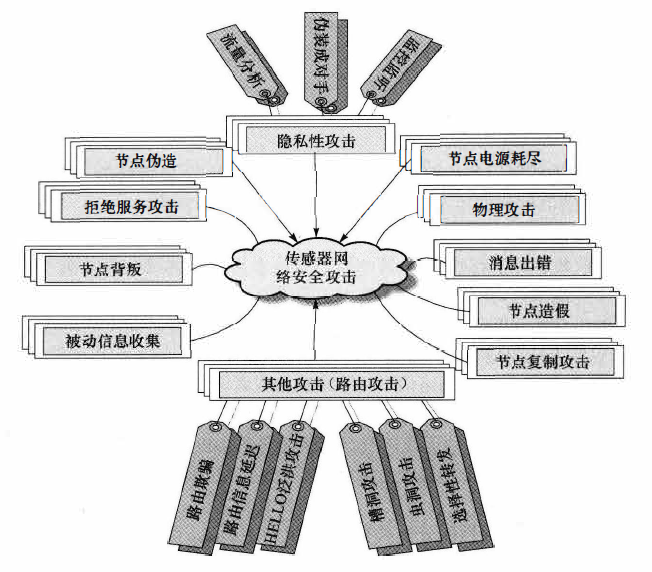 流量分析
伪装成对手
监控监听
隐私性攻击
节点伪造
节点电源耗尽
拒绝服务攻击
物理攻击
传感器网
络安全攻击
节点背叛
消息出错
节点造假
被动信息收集
节点复制攻击
其他攻击(路由攻击)
路由欺骗
路由信息延迟
HELLO泛洪攻击
槽洞攻击
虫洞攻击
选择性转发